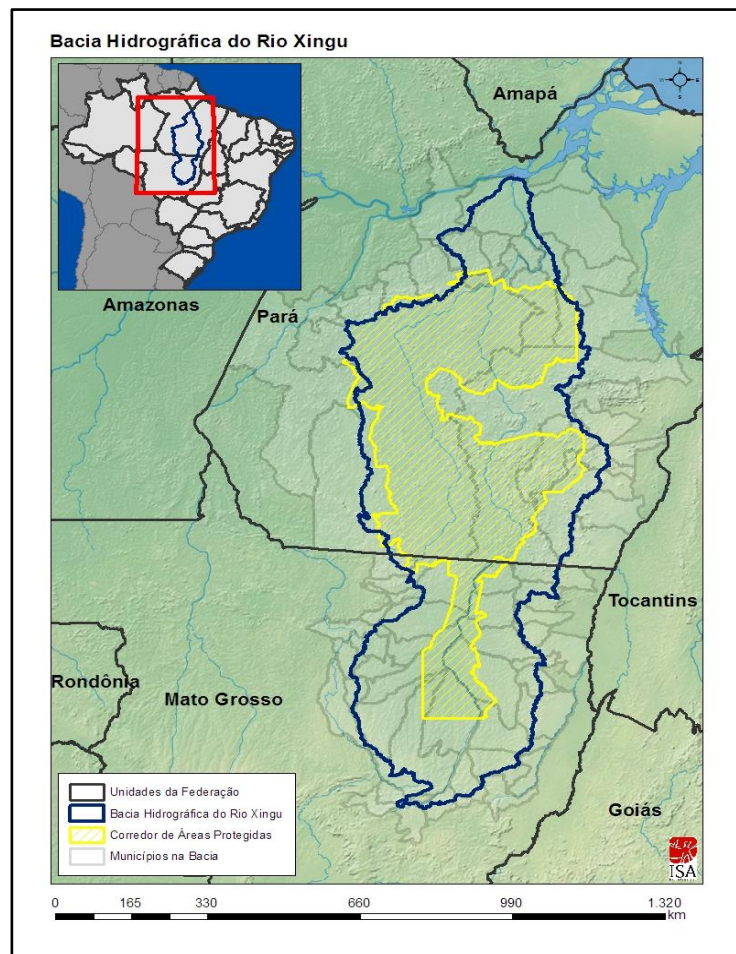 Bacia Hidrográfica do Rio Xingu
Amapá
N
W
E
S
Amazonas
Pará
Tocantins
Rondônia
Mato Grosso
Goiás
Unidades da Federação
Bacia Hidrográfica do Rio Xingu
Corredor de Áreas Protegidas
Municípios na Bacia
ISA
0 165 330 660 990 1.320
km